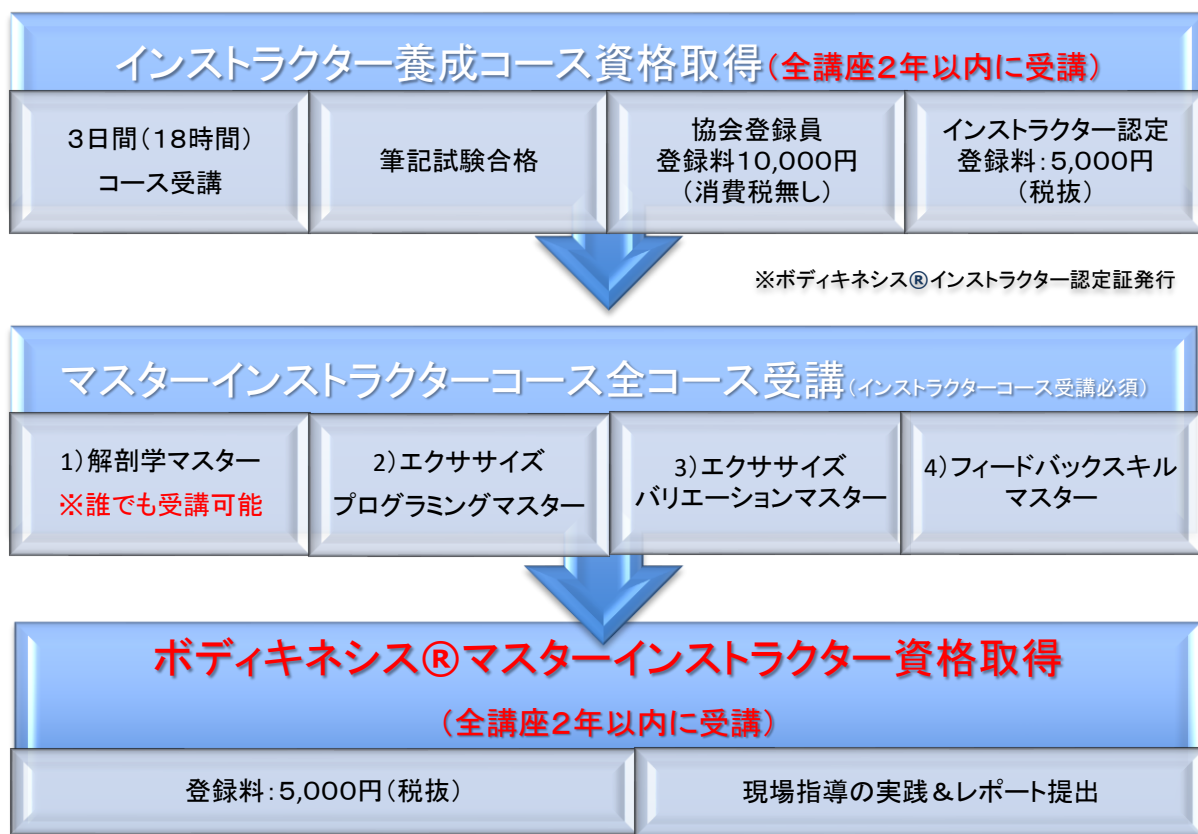 インストラクター養成コース資格取得(全講座2年以内に受講)
3日間(18時間)
コース受講
筆記試験合格
協会登録員
登録料10,000円
(消費税無し)
インストラクター認定
登録料:5,000円
(税抜)
※ボディキネシス®インストラクター認定証発行
マスターインストラクターコース全コース受講(インストラクターコース受講必須)
1)解剖学マスター
※誰でも受講可能
2)エクササイズ
プログラミングマスター
3)エクササイズ
バリエーションマスター
4)フィードバックスキル
マスター
ボディキネシス®マスターインストラクター資格取得
(全講座2年以内に受講)
登録料:5,000円(税抜)
現場指導の実践&レポート提出